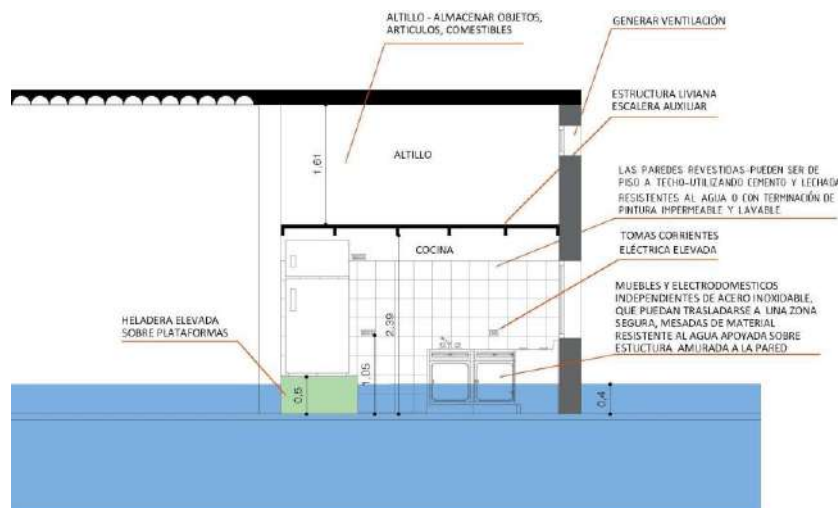 ALTILLO - ALMACENAR OBJETOS,
ARTICULOS, COMESTIBLES
GENERAR VENTILACIÓN
ESTRUCTURA LIVIANA
ESCALERA AUXILIAR
ALTILLO
1,61
LAS PAREDES REVESTIDAS-PUEDEN SER DE
PISO A TECHO-UTILIZANDO CEMENTO Y LECHADA
RESISTENTES AL AGUA O CON TERMINACIÓN DE
PINTURA IMPERMEABLE Y LAVABLE
COCINA
TOMAS CORRIENTES
ELÉCTRICA ELEVADA
MUEBLES Y ELECTRODOMESTICOS
INDEPENDIENTES DE ACERO INOXIDABLE,
QUE PUEDAN TRASLADARSE A UNA ZONA
SEGURA, MESADAS DE MATERIAL
RESISTENTE AL AGUA APOYADA SOBRE
ESTUCTURA AMURADA A LA PARED
HELADERA ELEVADA
SOBRE PLATAFORMAS
2,39
1,05
0,5
0,4